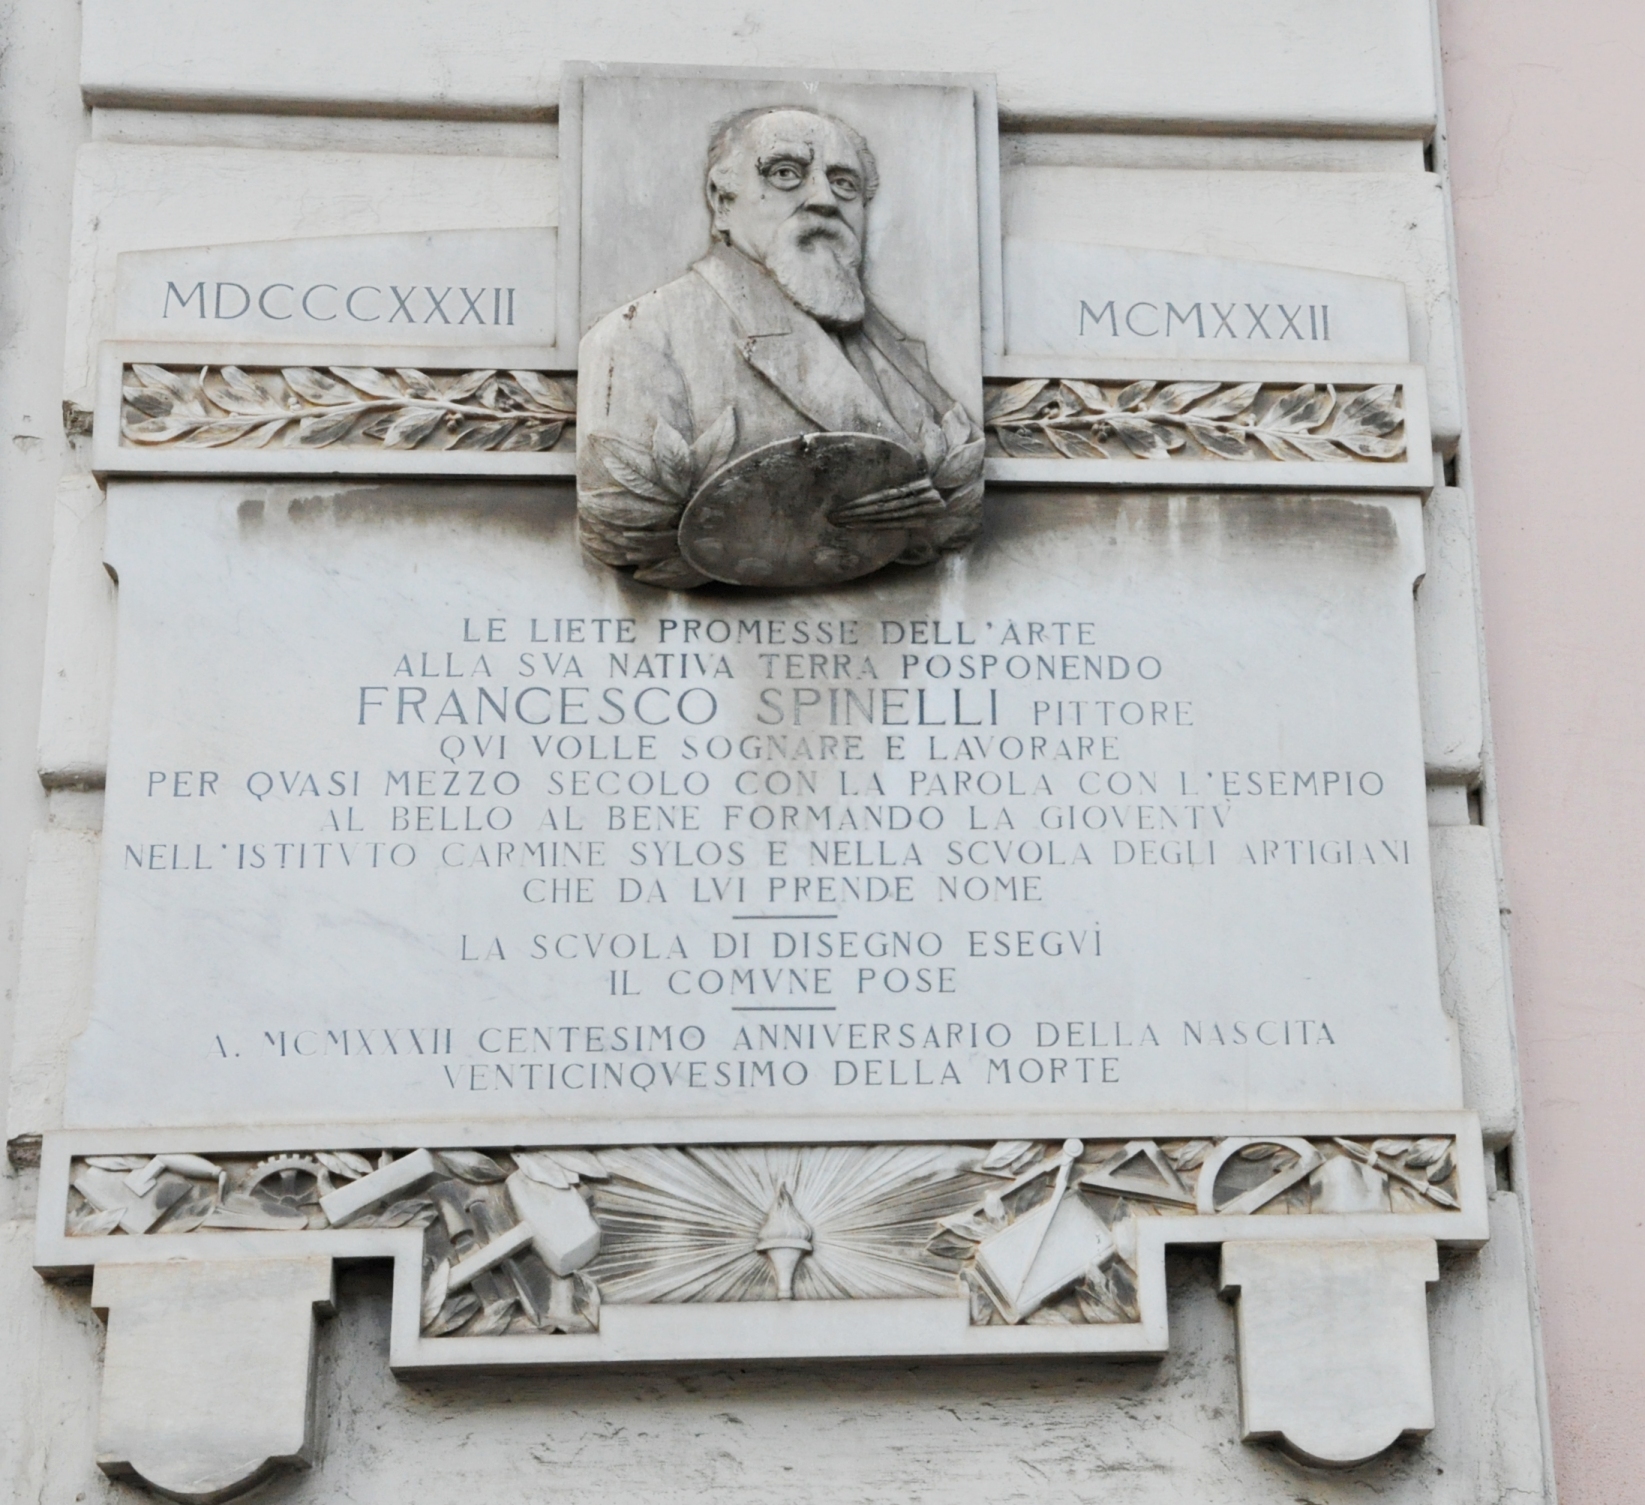 MDCCCXXXII
MCMXXXII
LE LIETE PROMESSE DELL'ARTE
ALLA SVA NATIVA TERRA POSPONENDO
FRANCESCO SPINELLI PITTORE
QVI VOLLE SOGNARE E LAVORARE
PER QVASI MEZZO SECOLO CON LA PAROLA CON L'ESEMPIO
AL BELLO AL BENE FORMANDO LA GIOVENTV̀
NELL'ISTITVTO CARMINE SYLOS E NELLA SCVOLA DEGLI ARTIGIANI
CHE DA LVI PRENDE NOME
LA SCVOLA DI DISEGNO ESEGVÌ
IL COMVNE POSE
A. MCMXXXII CENTESIMO ANNIVERSARIO DELLA NASCITA
VENTICINQVESIMO DELLA MORTE